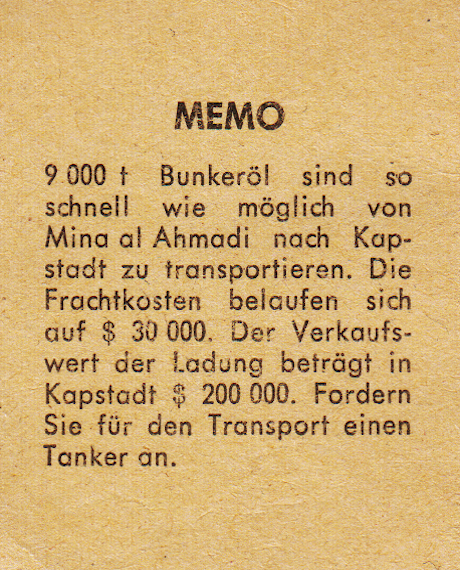 MEMO
9 000 t Bunkeröl sind so
schnell wie möglich von
Mina al Ahmadi nach Kap-
stadt zu transportieren. Die
Frachtkosten belaufen sich
auf $ 30 000. Der Verkaufs-
wert der Ladung beträgt in
Kapstadt $ 200 000. Fordern
Sie für den Transport einen
Tanker an.